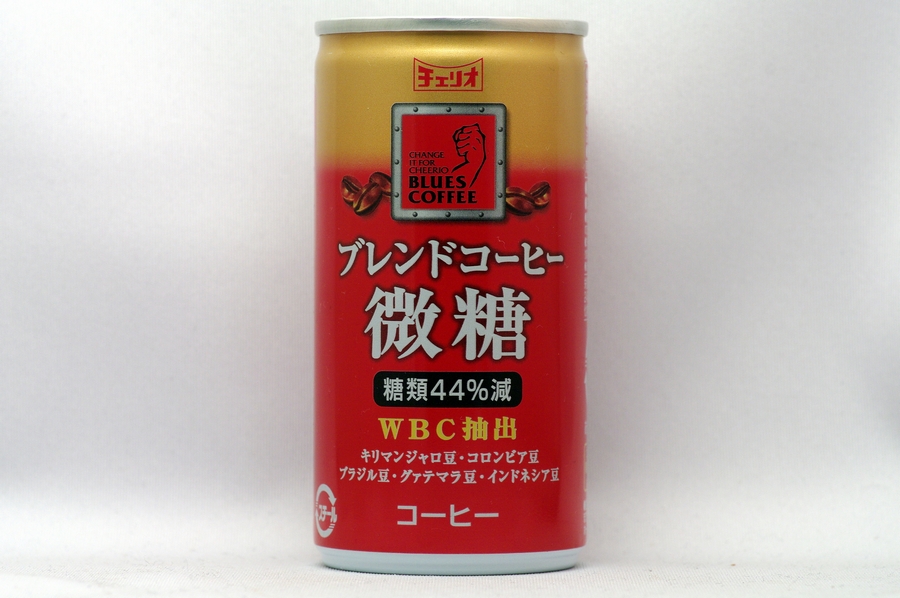 チェリオ
CHANGE
IT FOR
CHEERIO
BLUES
COFFEE
ブレンドコーヒー
微糖
糖類44%減
WBC抽出
キリマンジャロ豆・コロンビア豆
ブラジル豆・グァテマラ豆・インドネシア豆
スチール
コーヒー